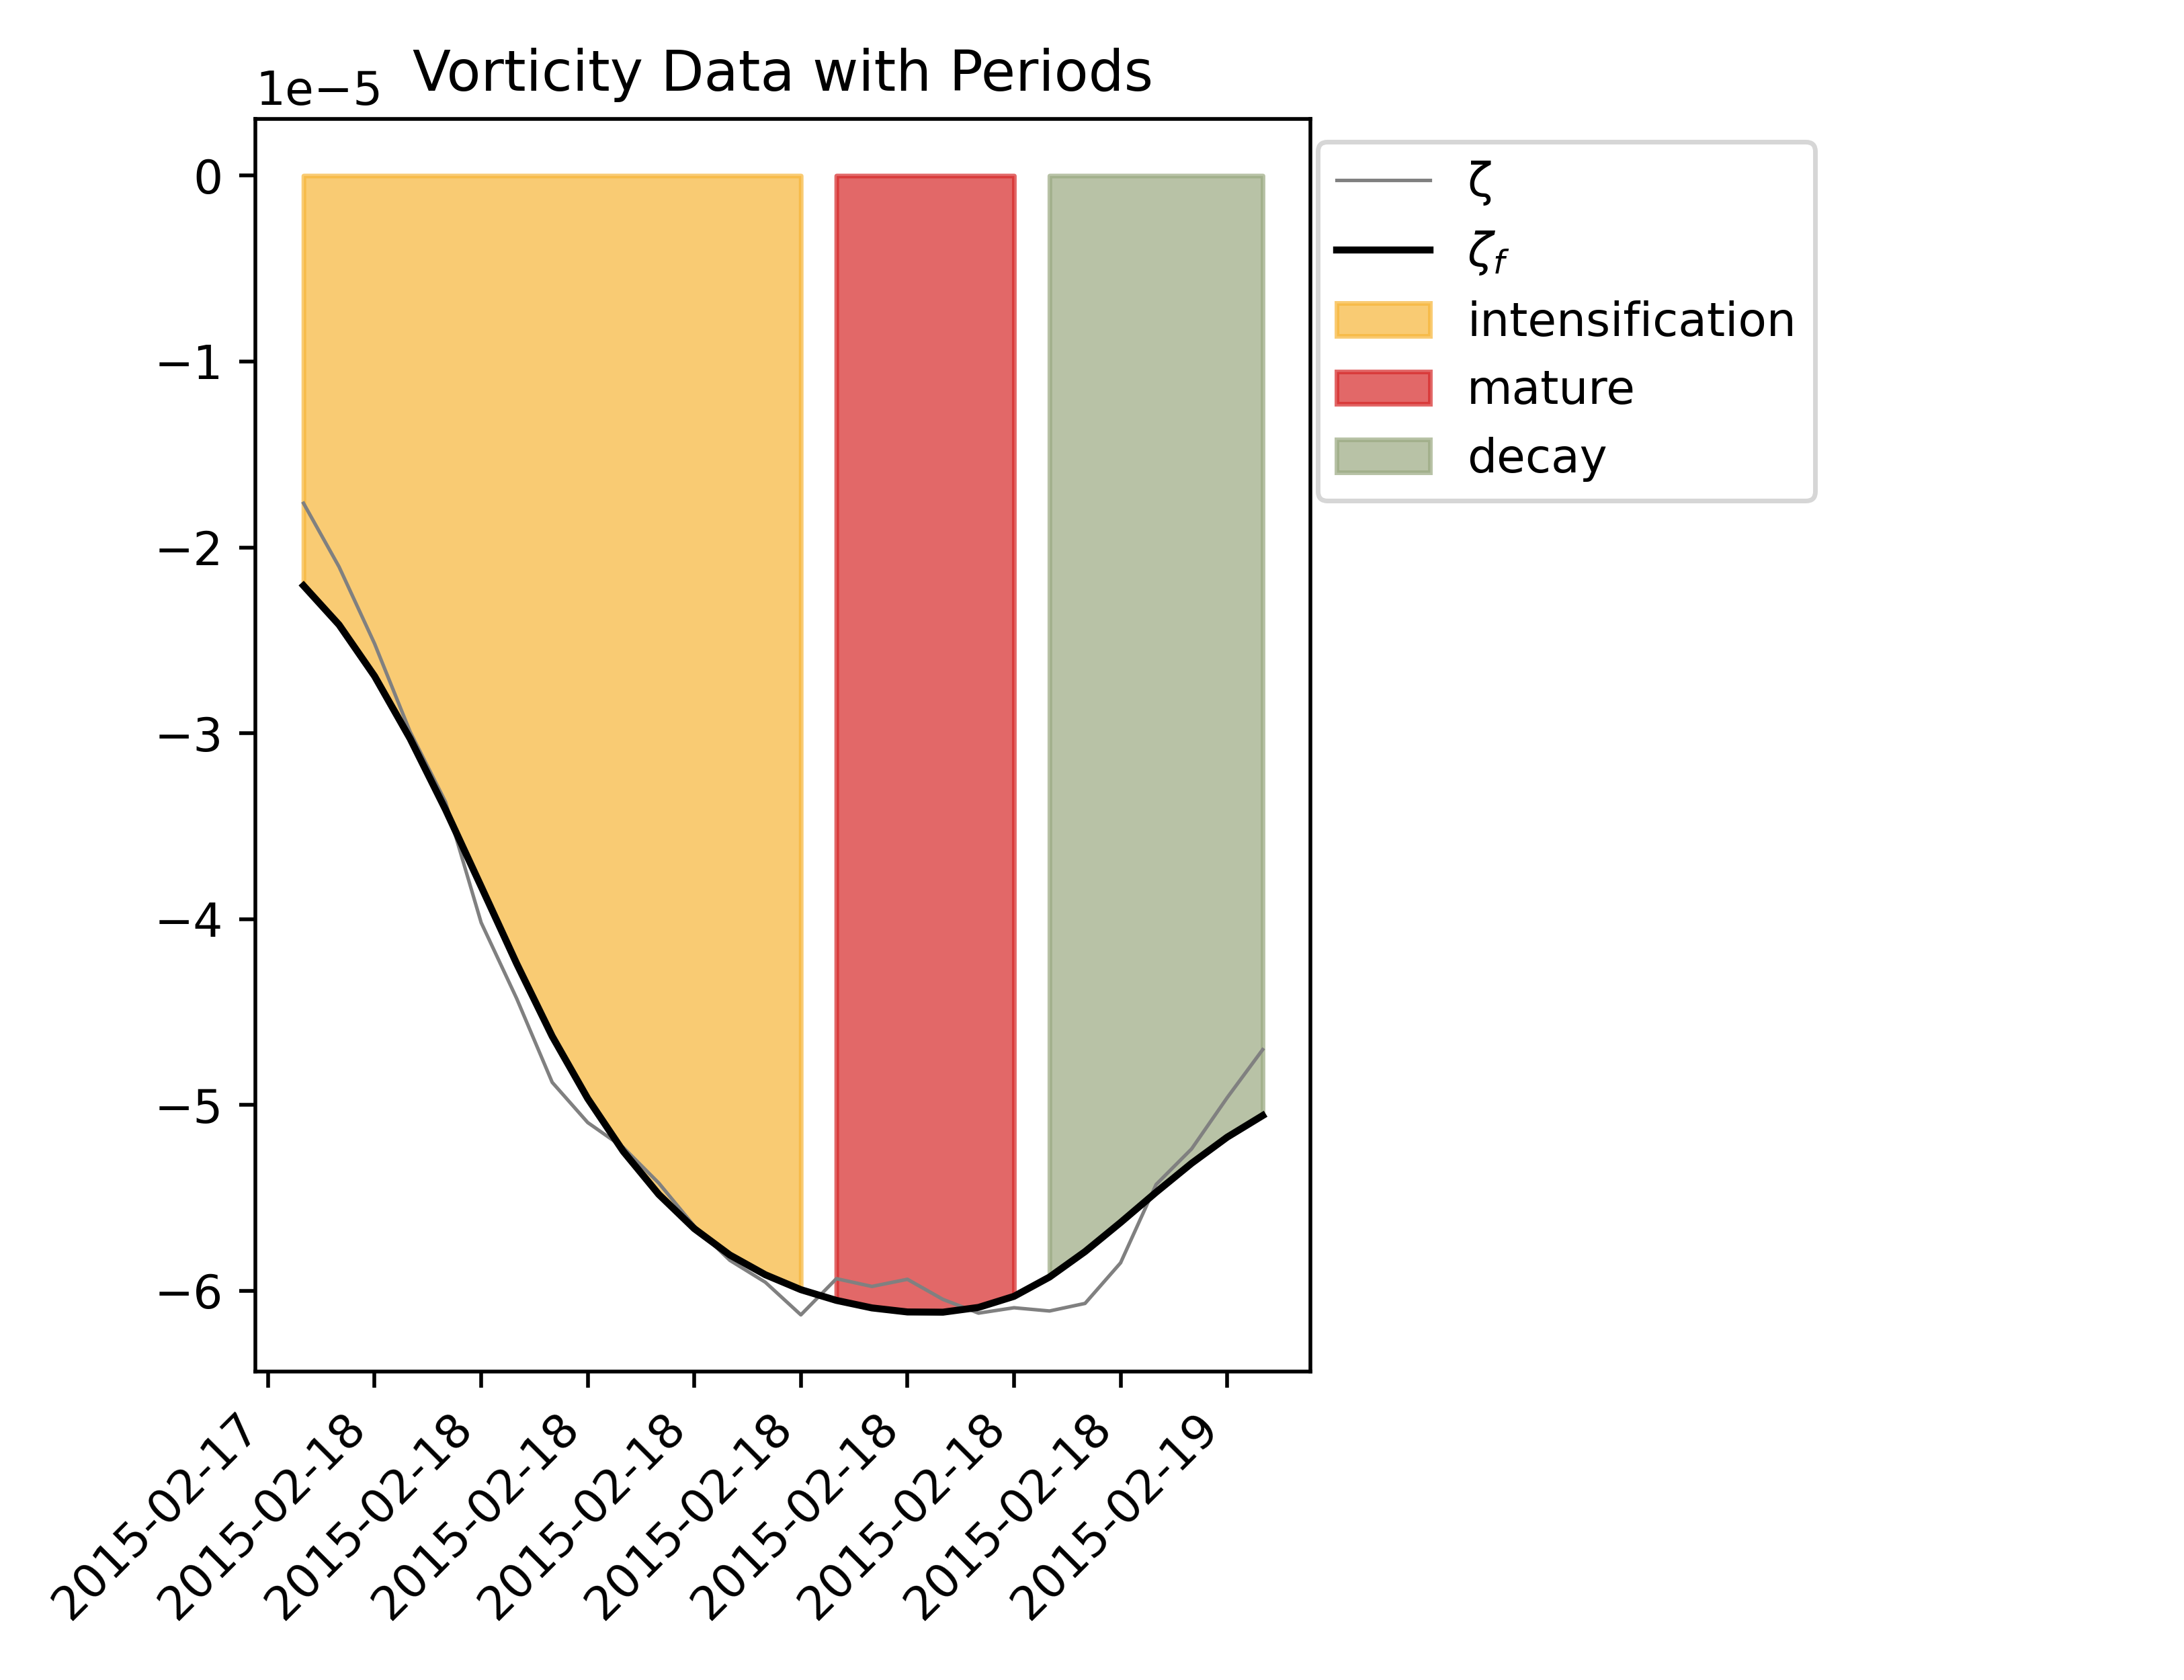 Vorticity Data with Periods
1e−5
0
−1
−2
−3
−4
−5
−6
2015-02-17
2015-02-18
2015-02-18
2015-02-18
2015-02-18
2015-02-18
2015-02-18
2015-02-18
2015-02-18
2015-02-19
ζ
ζf
intensification
mature
decay